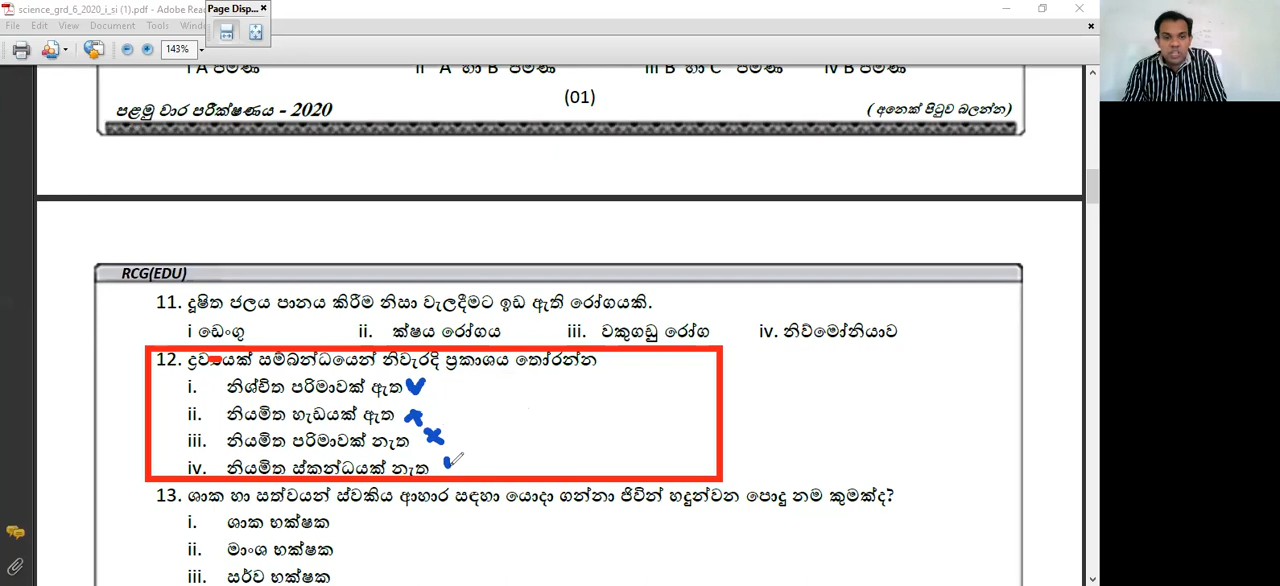 science_grd_6_2020_i_si (1).pdf - Adobe Rea
Page Disp...
File Edit View Document Tools Windo
143%
i A පමණි ii A හා B පමණි iii B හා C පමණි iv B පමණි
(01)
පළමු වාර පරීක්ෂණය - 2020 ( අනෙක් පිටුව බලන්න)
RCG(EDU)
11. දූෂිත ජලය පානය කිරීම නිසා වැලදීමට ඉඩ ඇති රෝගයකි.
i ඩෙංගු ii. ක්ෂය රෝගය iii. වකුගඩු රෝග iv. නිව්මෝනියාව
12. ද්‍රවයක් සම්බන්ධයෙන් නිවැරදි ප්‍රකාශය තෝරන්න
i. නිශ්චිත පරිමාවක් ඇත
ii. නියමිත හැඩයක් ඇත
iii. නියමිත පරිමාවක් නැත
iv. නියමිත ස්කන්ධයක් නැත
13. ශාක හා සත්වයන් ස්වකිය ආහාර සඳහා යොදා ගන්නා ජීවින් හදුන්වන පොදු නම කුමක්ද?
i. ශාක භක්ෂක
ii. මාංශ භක්ෂක
iii. සර්ව භක්ෂක